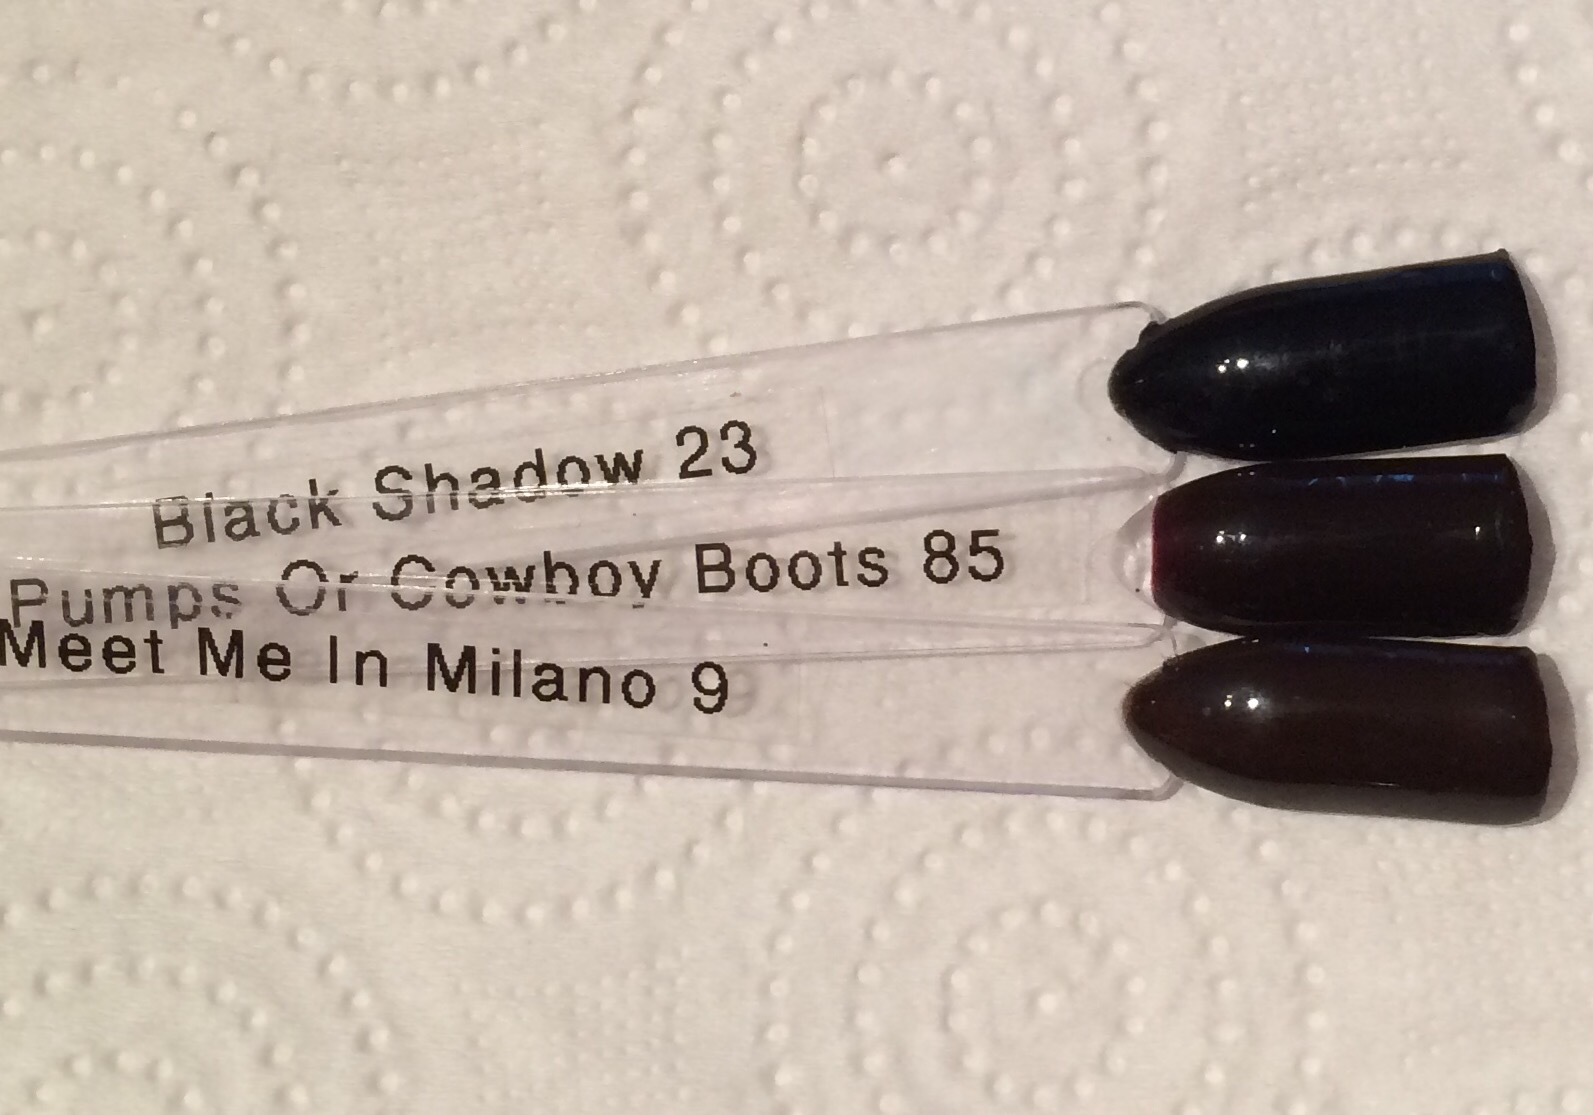 Black Shadow 23
Pumps Or Cowboy Boots 85
Meet Me In Milano 9